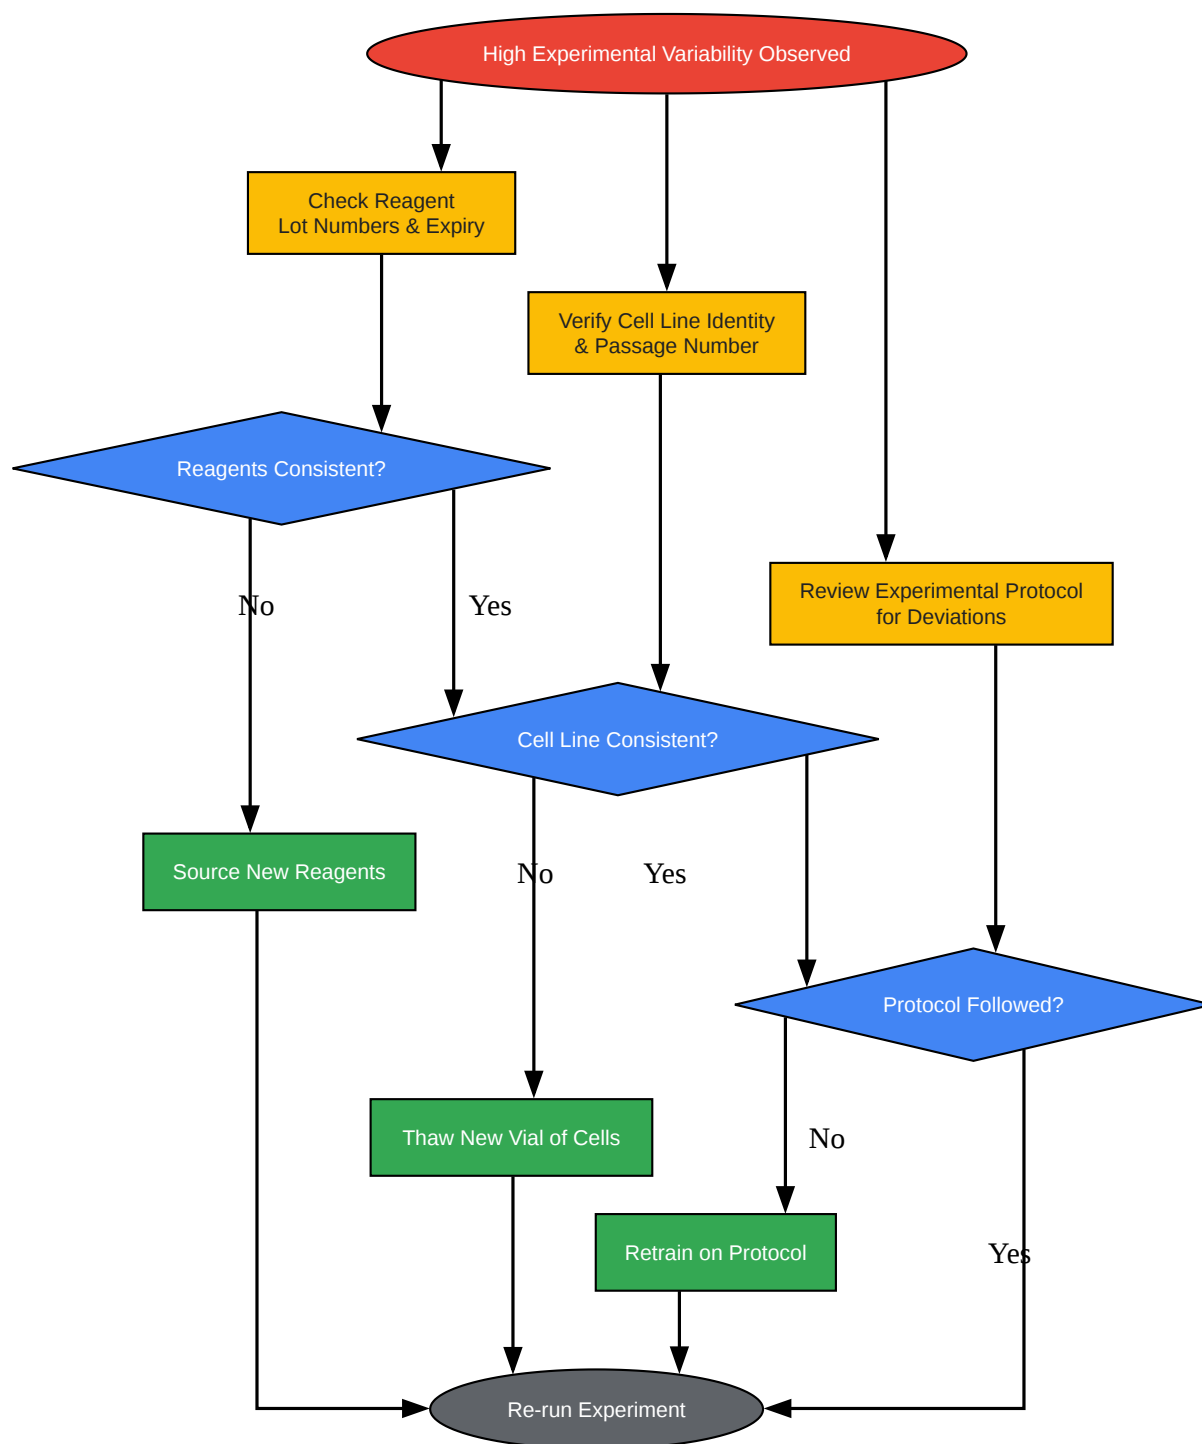 High Experimental Variability Observed
Check Reagent
Lot Numbers & Expiry
Verify Cell Line Identity
& Passage Number
Reagents Consistent?
Review Experimental Protocol
for Deviations
No
Yes
Cell Line Consistent?
Source New Reagents
No
Yes
Protocol Followed?
Thaw New Vial of Cells
No
Retrain on Protocol
Yes
Re-run Experiment